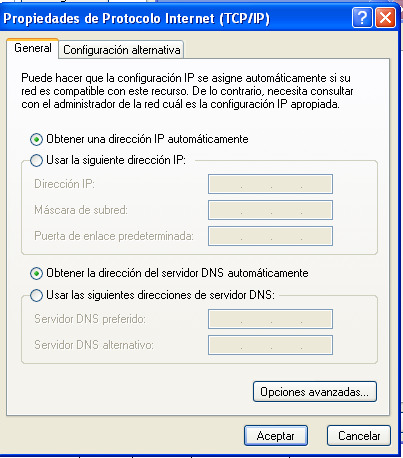 Propiedades de Protocolo Internet (TCP/IP)
General
Configuración alternativa
Puede hacer que la configuración IP se asigne automáticamente si su
red es compatible con este recurso. De lo contrario, necesita consultar
con el administrador de la red cuál es la configuración IP apropiada.
Obtener una dirección IP automáticamente
Usar la siguiente dirección IP:
Dirección IP:
Máscara de subred:
Puerta de enlace predeterminada:
Obtener la dirección del servidor DNS automáticamente
Usar las siguientes direcciones de servidor DNS:
Servidor DNS preferido:
Servidor DNS alternativo:
Opciones avanzadas...
Aceptar
Cancelar